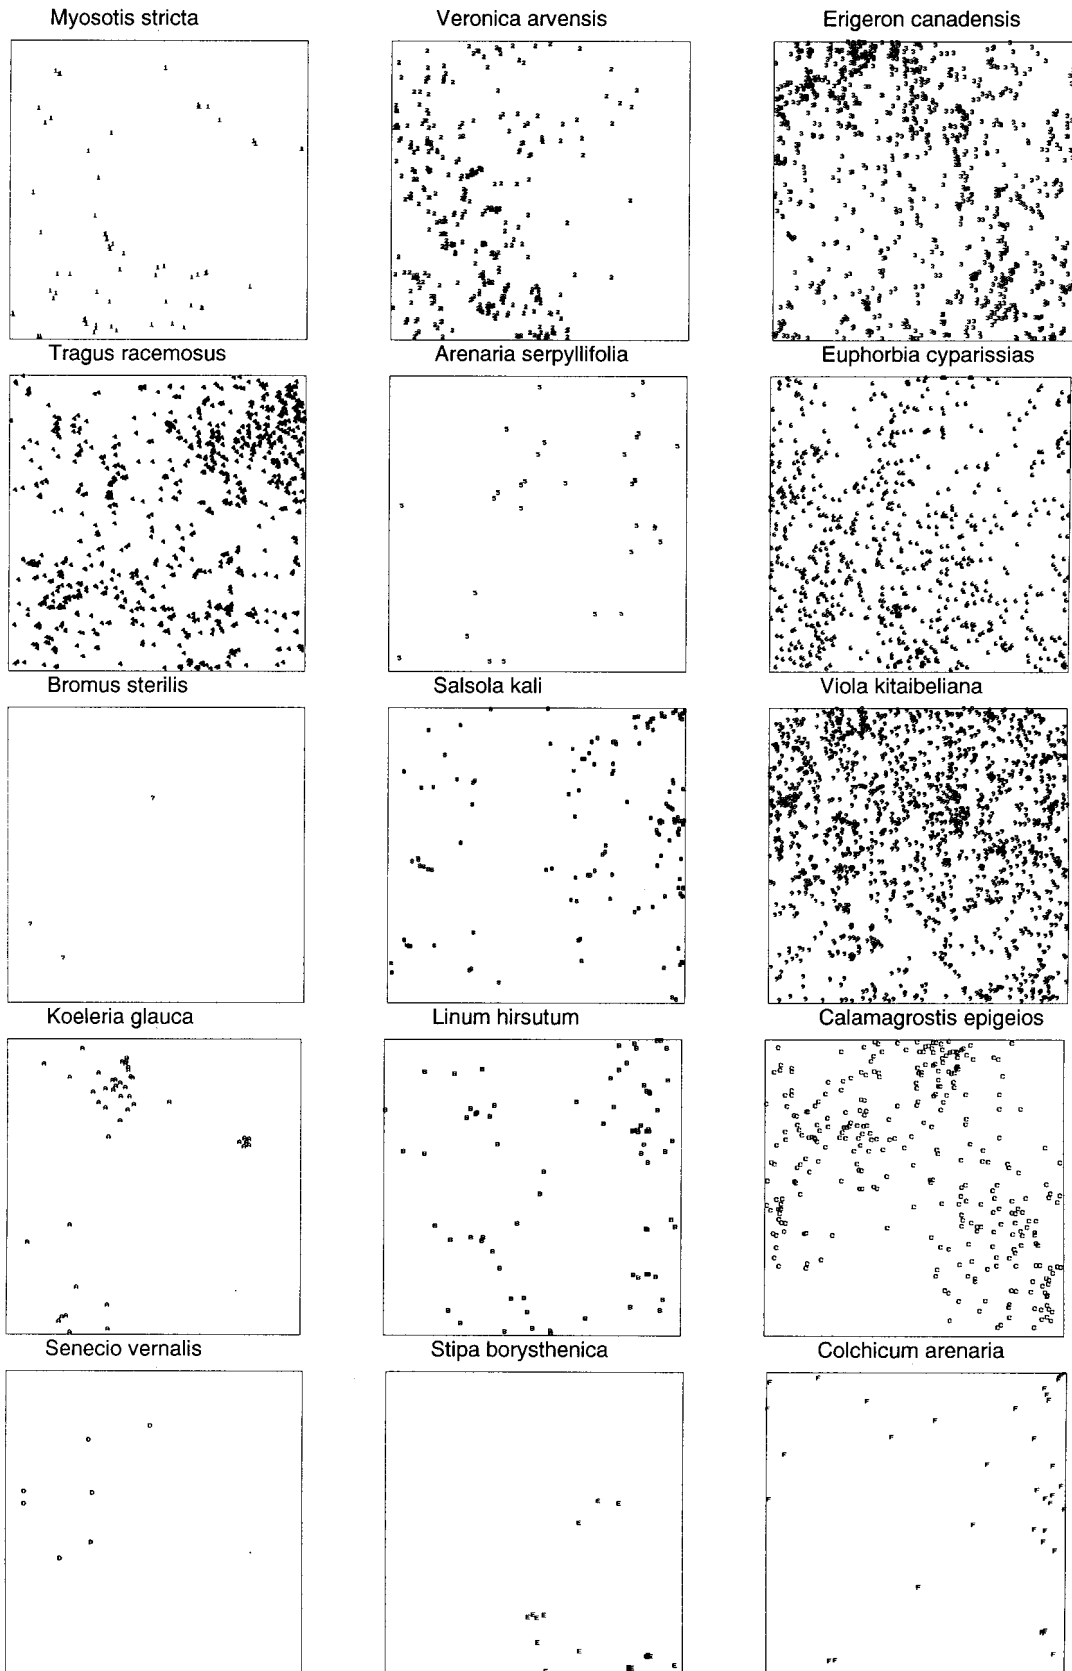 Myosotis stricta Veronica arvensis Erigeron canadensis
Tragus racemosus Arenaria serpyllifolia Euphorbia cyparissias
Bromus sterilis Salsola kali Viola kitaibeliana
Koeleria glauca Linum hirsutum Calamagrostis epigeios
Senecio vernalis Stipa borysthenica Colchicum arenaria